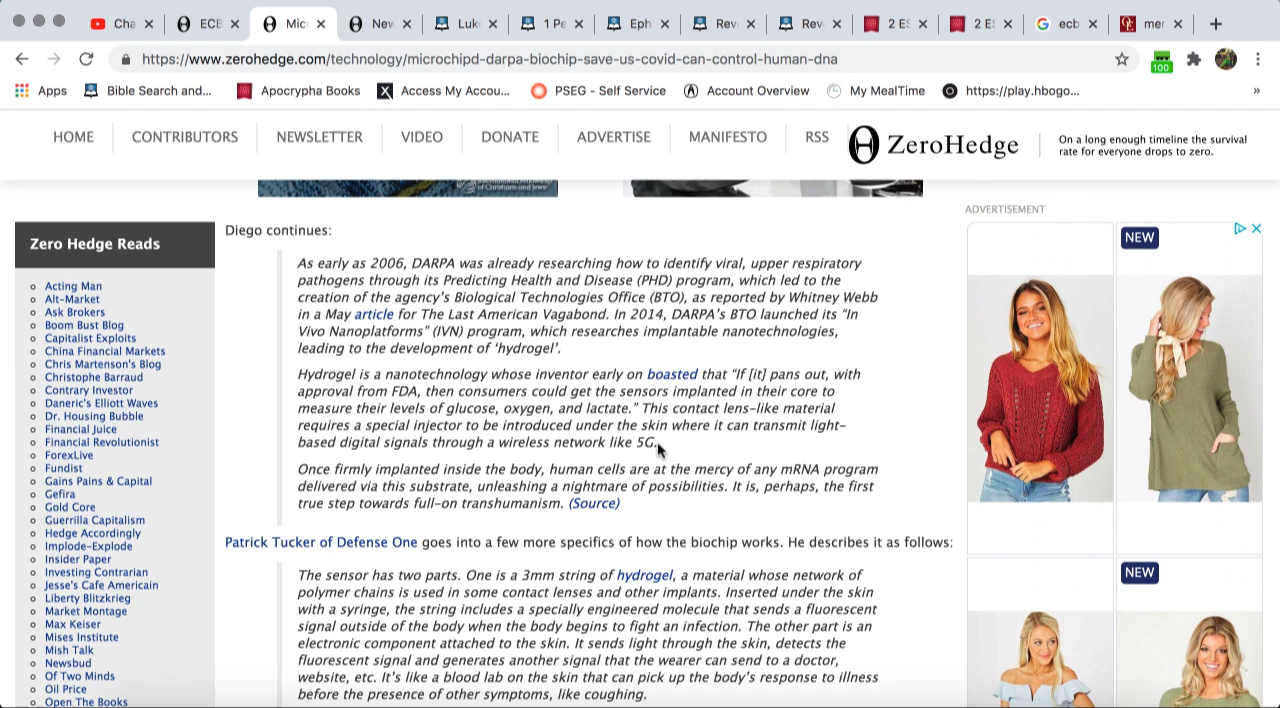 Cha
ECB
Mic
New
Luk
1 Pe
Eph
Rev
Rev
2 ES
2 ES
ecb
mer
https://www.zerohedge.com/technology/microchipd-darpa-biochip-save-us-covid-can-control-human-dna
100
Apps
Bible Search and...
Apocrypha Books
Access My Accou...
PSEG - Self Service
Account Overview
My MealTime
https://play.hbogo...
»
HOME
CONTRIBUTORS
NEWSLETTER
VIDEO
DONATE
ADVERTISE
MANIFESTO
RSS
ZeroHedge
On a long enough timeline the survival
rate for everyone drops to zero.
of Christians and Jews
Zero Hedge Reads
Acting Man
Alt-Market
Ask Brokers
Boom Bust Blog
Capitalist Exploits
China Financial Markets
Chris Martenson's Blog
Christophe Barraud
Contrary Investor
Daneric's Elliott Waves
Dr. Housing Bubble
Financial Juice
Financial Revolutionist
ForexLive
Fundist
Gains Pains & Capital
Gefira
Gold Core
Guerrilla Capitalism
Hedge Accordingly
Implode-Explode
Insider Paper
Investing Contrarian
Jesse's Cafe Americain
Liberty Blitzkrieg
Market Montage
Max Keiser
Mises Institute
Mish Talk
Newsbud
Of Two Minds
Oil Price
Open The Books
Diego continues:
As early as 2006, DARPA was already researching how to identify viral, upper respiratory
pathogens through its Predicting Health and Disease (PHD) program, which led to the
creation of the agency's Biological Technologies Office (BTO), as reported by Whitney Webb
in a May article for The Last American Vagabond. In 2014, DARPA's BTO launched its "In
Vivo Nanoplatforms" (IVN) program, which researches implantable nanotechnologies,
leading to the development of 'hydrogel'.
Hydrogel is a nanotechnology whose inventor early on boasted that "If [it] pans out, with
approval from FDA, then consumers could get the sensors implanted in their core to
measure their levels of glucose, oxygen, and lactate." This contact lens-like material
requires a special injector to be introduced under the skin where it can transmit light-
based digital signals through a wireless network like 5G.
Once firmly implanted inside the body, human cells are at the mercy of any mRNA program
delivered via this substrate, unleashing a nightmare of possibilities. It is, perhaps, the first
true step towards full-on transhumanism. (Source)
Patrick Tucker of Defense One goes into a few more specifics of how the biochip works. He describes it as follows:
The sensor has two parts. One is a 3mm string of hydrogel, a material whose network of
polymer chains is used in some contact lenses and other implants. Inserted under the skin
with a syringe, the string includes a specially engineered molecule that sends a fluorescent
signal outside of the body when the body begins to fight an infection. The other part is an
electronic component attached to the skin. It sends light through the skin, detects the
fluorescent signal and generates another signal that the wearer can send to a doctor,
website, etc. It's like a blood lab on the skin that can pick up the body's response to illness
before the presence of other symptoms, like coughing.
ADVERTISEMENT
NEW
NEW